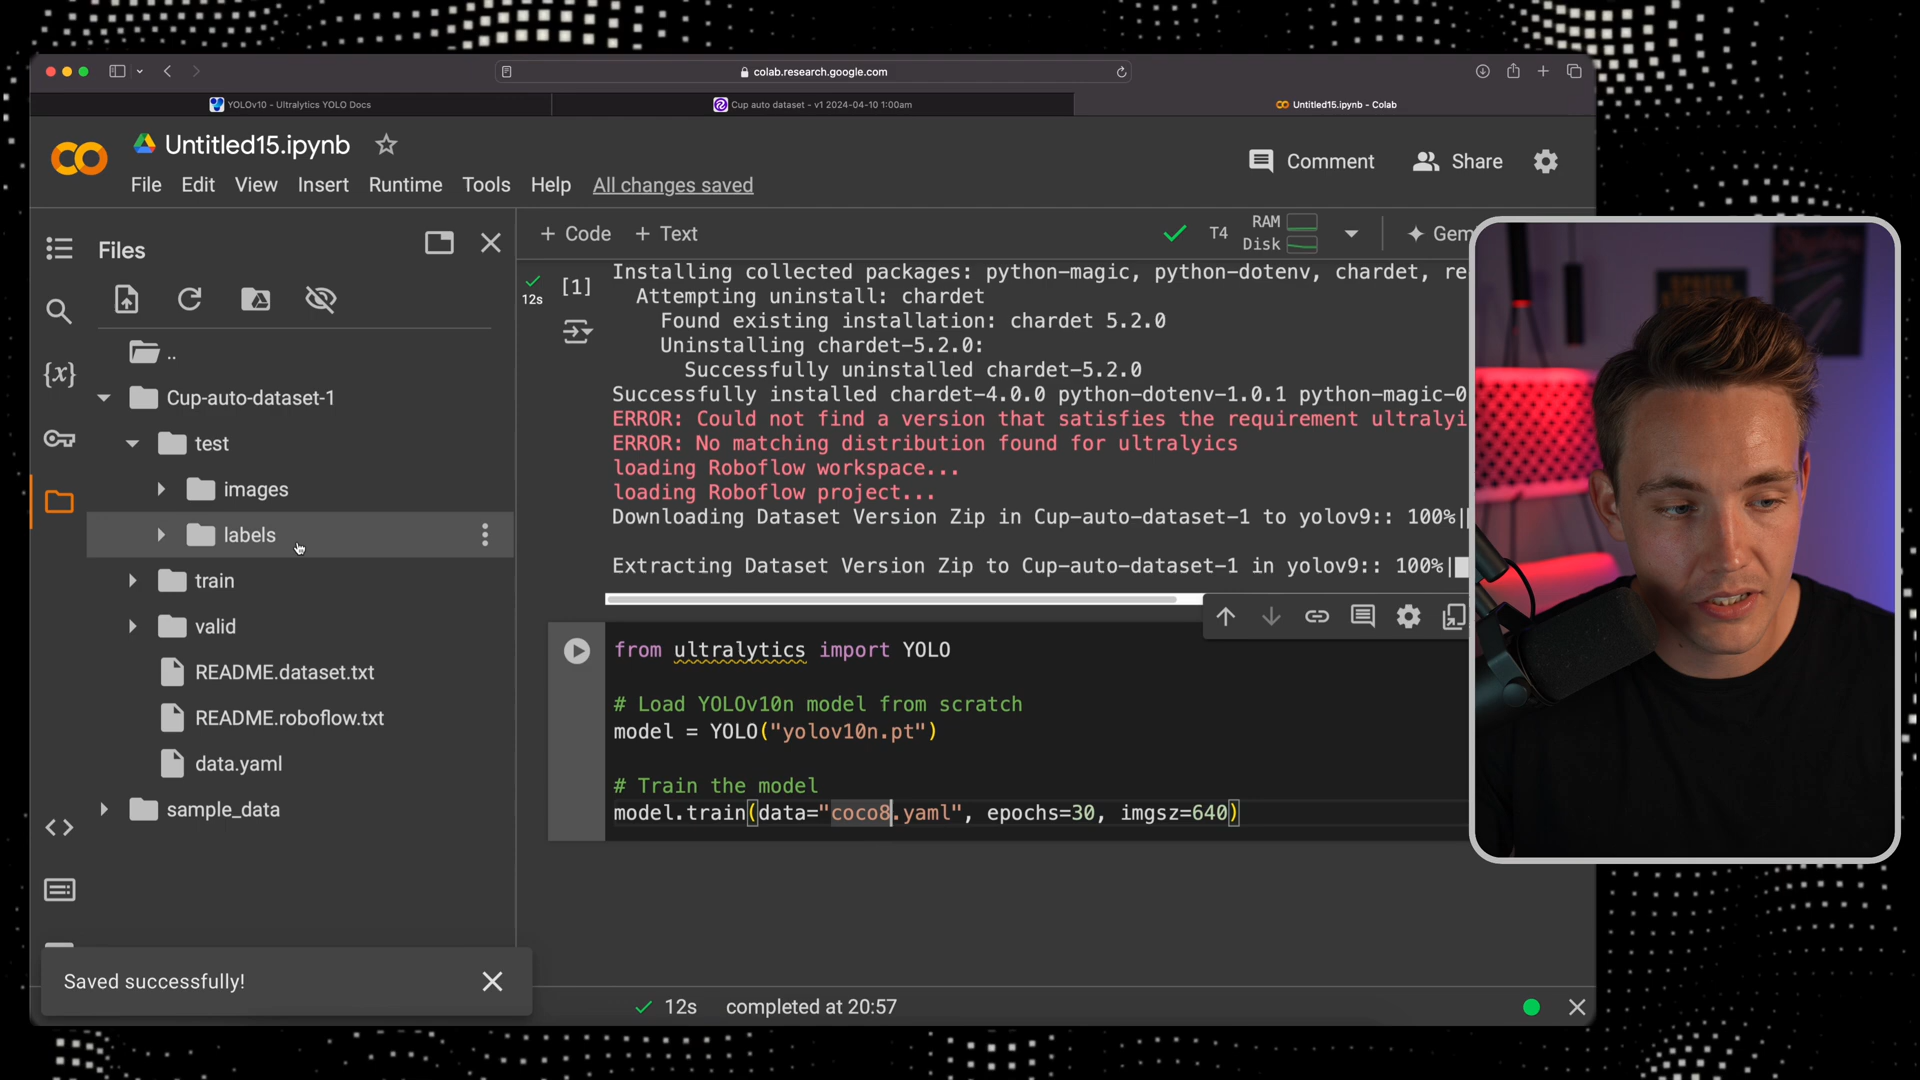 colab.research.google.com
YOLOv10 - Ultralytics YOLO Docs
Cup auto dataset - v1 2024-04-10 1:00am
Untitled15.ipynb - Colab
Untitled15.ipynb
Comment
Share
File Edit View Insert Runtime Tools Help All changes saved
Files
+ Code + Text
T4
RAM
Disk
Gem
{x}
..
Cup-auto-dataset-1
test
images
labels
train
valid
README.dataset.txt
README.roboflow.txt
data.yaml
sample_data
12s
[1]
Installing collected packages: python-magic, python-dotenv, chardet, re
Attempting uninstall: chardet
Found existing installation: chardet 5.2.0
Uninstalling chardet-5.2.0:
Successfully uninstalled chardet-5.2.0
Successfully installed chardet-4.0.0 python-dotenv-1.0.1 python-magic-0
ERROR: Could not find a version that satisfies the requirement ultralyi
ERROR: No matching distribution found for ultralyics
loading Roboflow workspace...
loading Roboflow project...
Downloading Dataset Version Zip in Cup-auto-dataset-1 to yolov9:: 100%|
Extracting Dataset Version Zip to Cup-auto-dataset-1 in yolov9:: 100%|
from ultralytics import YOLO
# Load YOLOv10n model from scratch
model = YOLO("yolov10n.pt")
# Train the model
model.train(data="coco8.yaml", epochs=30, imgsz=640)
Saved successfully!
12s completed at 20:57